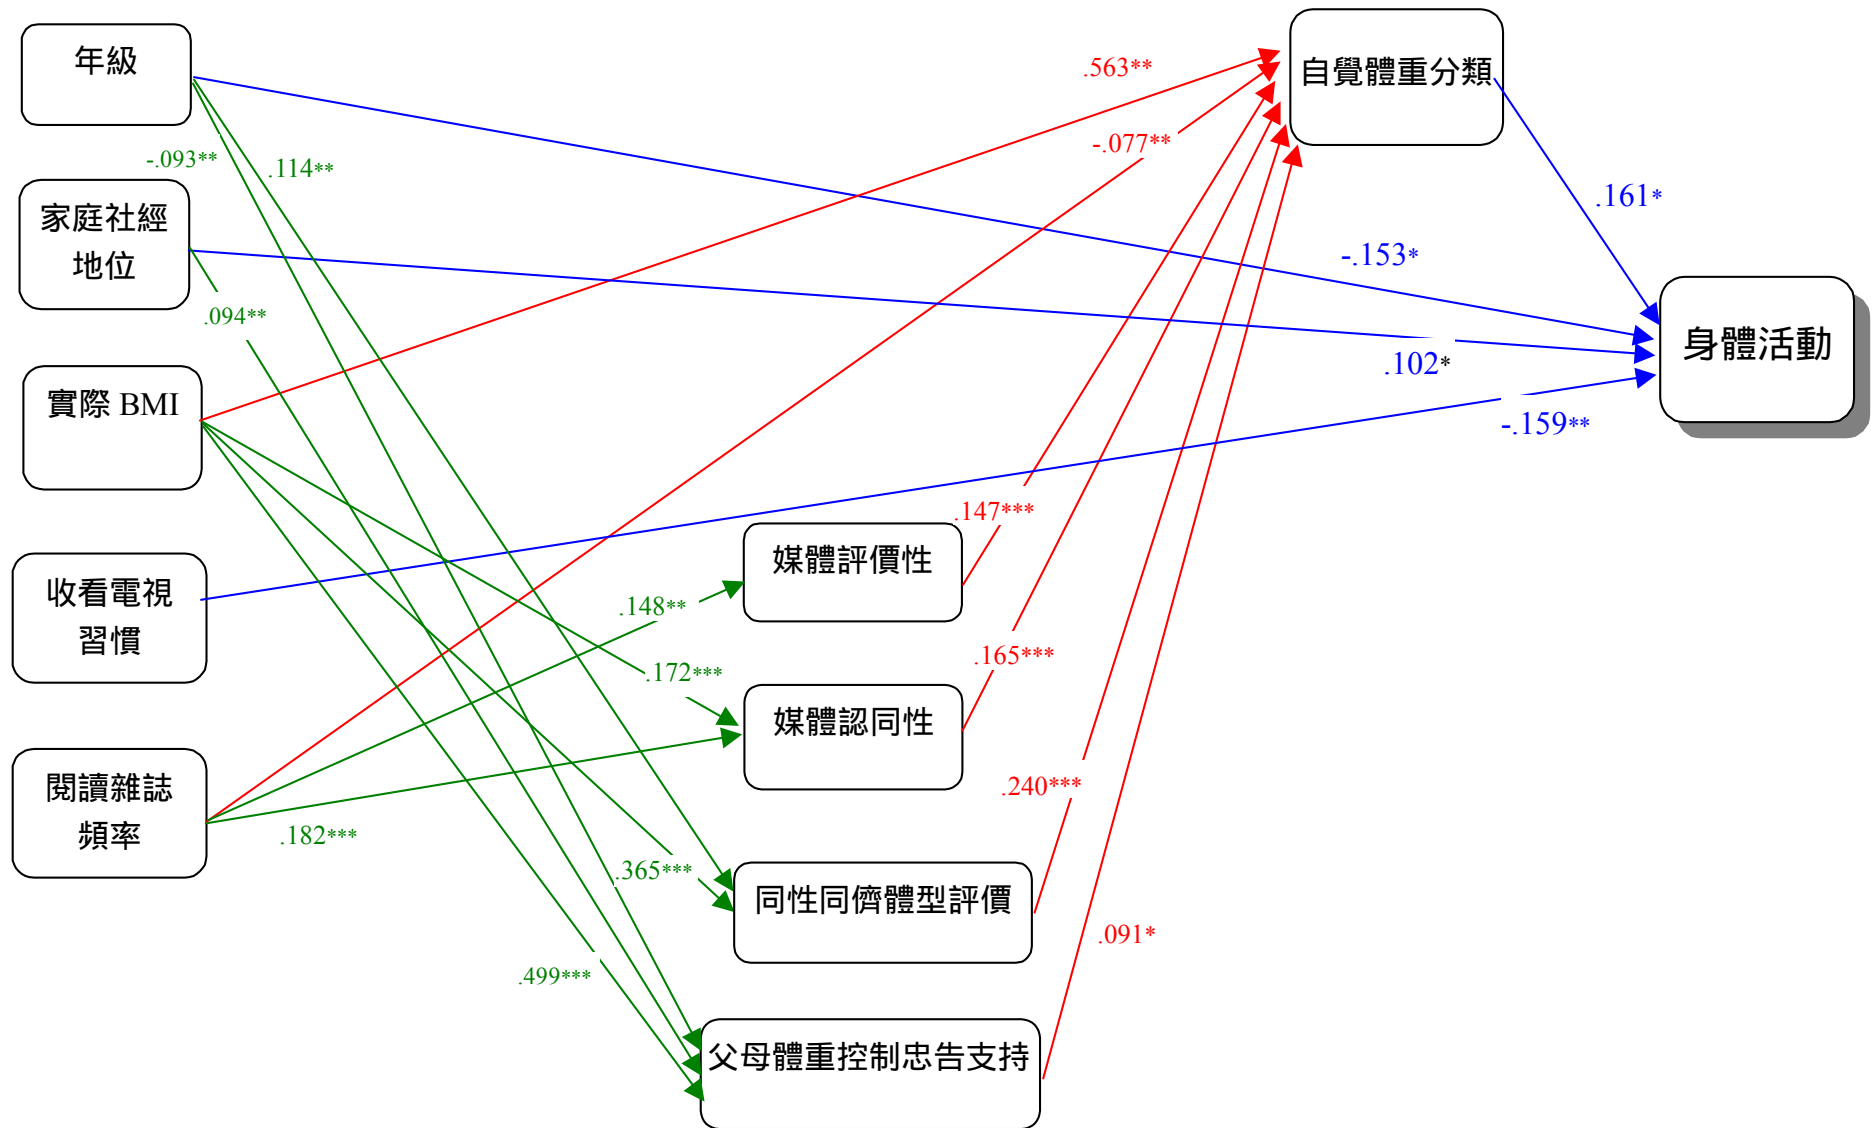 年級
自覺體重分類
.563**
-.077**
-.093**
.114**
家庭社經
地位
.161*
-.153*
.094**
.102*
身體活動
實際 BMI
-.159**
.147***
媒體評價性
收看電視
習慣
.148**
.165***
.172***
媒體認同性
閱讀雜誌
頻率
.182***
.240***
.365***
同性同儕體型評價
.091*
.499***
父母體重控制忠告支持